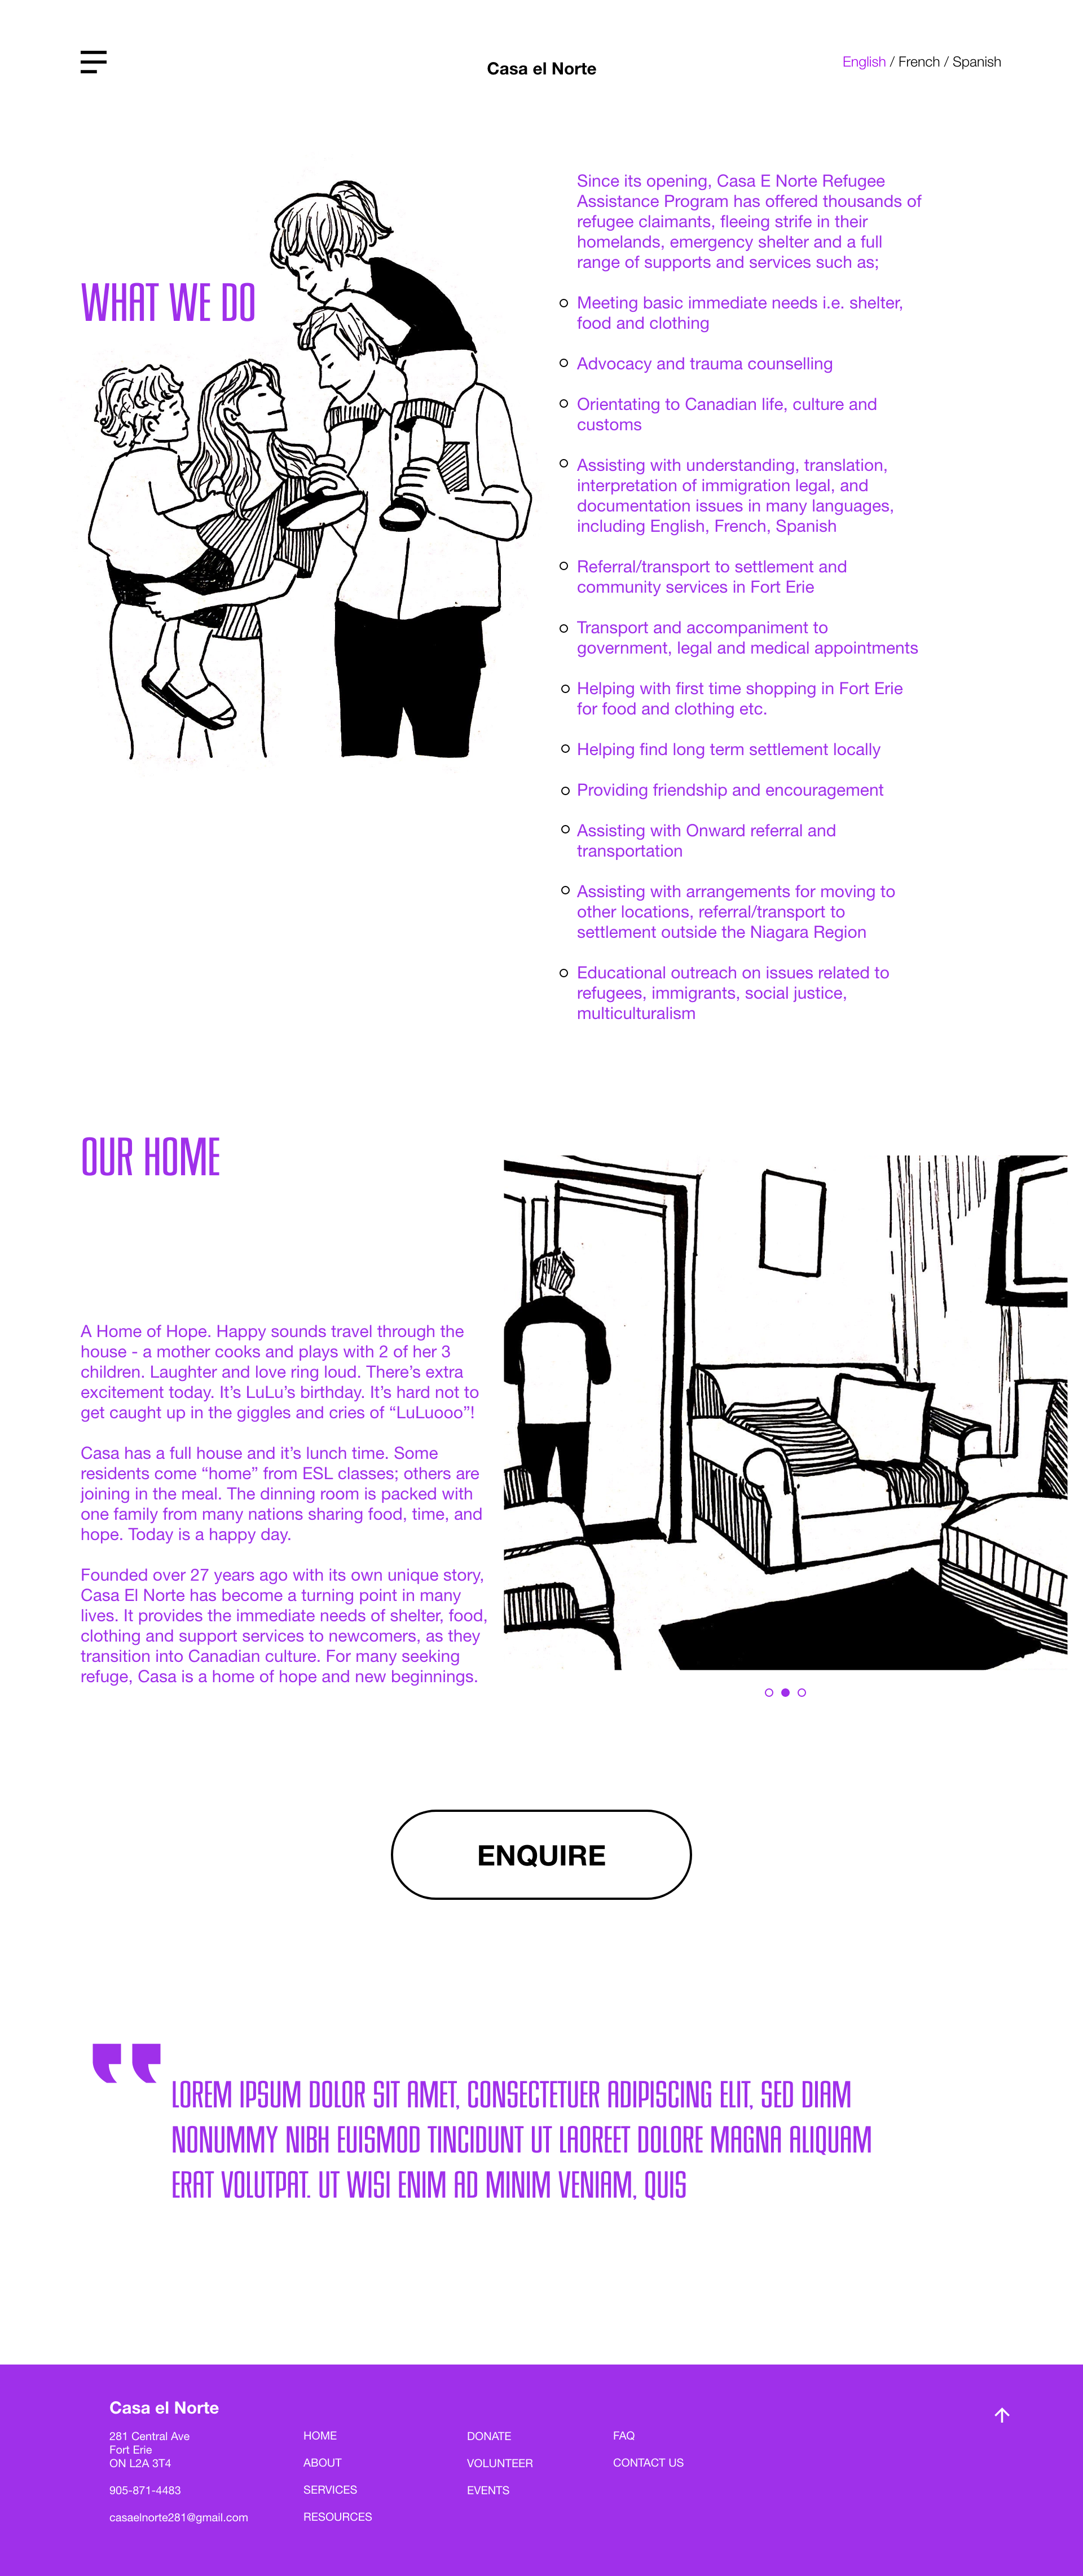 Casa el Norte
English / French / Spanish
WHAT WE DO
Since its opening, Casa E Norte Refugee
Assistance Program has offered thousands of
refugee claimants, fleeing strife in their
homelands, emergency shelter and a full
range of supports and services such as;
Meeting basic immediate needs i.e. shelter,
food and clothing
Advocacy and trauma counselling
Orientating to Canadian life, culture and
customs
Assisting with understanding, translation,
interpretation of immigration legal, and
documentation issues in many languages,
including English, French, Spanish
Referral/transport to settlement and
community services in Fort Erie
Transport and accompaniment to
government, legal and medical appointments
Helping with first time shopping in Fort Erie
for food and clothing etc.
Helping find long term settlement locally
Providing friendship and encouragement
Assisting with Onward referral and
transportation
Assisting with arrangements for moving to
other locations, referral/transport to
settlement outside the Niagara Region
Educational outreach on issues related to
refugees, immigrants, social justice,
multiculturalism
OUR HOME
A Home of Hope. Happy sounds travel through the
house - a mother cooks and plays with 2 of her 3
children. Laughter and love ring loud. There’s extra
excitement today. It’s LuLu’s birthday. It’s hard not to
get caught up in the giggles and cries of “LuLuooo”!
Casa has a full house and it’s lunch time. Some
residents come “home” from ESL classes; others are
joining in the meal. The dinning room is packed with
one family from many nations sharing food, time, and
hope. Today is a happy day.
Founded over 27 years ago with its own unique story,
Casa El Norte has become a turning point in many
lives. It provides the immediate needs of shelter, food,
clothing and support services to newcomers, as they
transition into Canadian culture. For many seeking
refuge, Casa is a home of hope and new beginnings.
ENQUIRE
LOREM IPSUM DOLOR SIT AMET, CONSECTETUER ADIPISCING ELIT, SED DIAM
NONUMMY NIBH EUISMOD TINCIDUNT UT LAOREET DOLORE MAGNA ALIQUAM
ERAT VOLUTPAT. UT WISI ENIM AD MINIM VENIAM, QUIS
Casa el Norte
281 Central Ave
Fort Erie
ON L2A 3T4
905-871-4483
casaelnorte281@gmail.com
HOME
ABOUT
SERVICES
RESOURCES
DONATE
VOLUNTEER
EVENTS
FAQ
CONTACT US